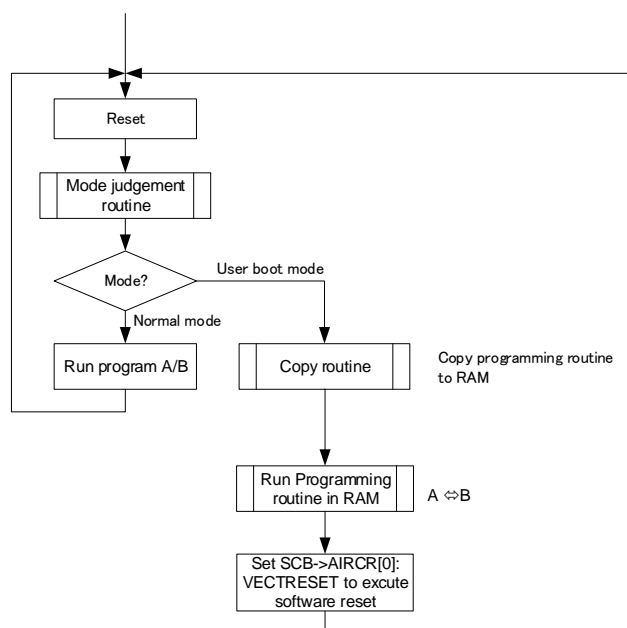 Reset
Mode judgement
routine
Mode?
User boot mode
Normal mode
Run program A/B
Copy routine
Copy programming routine
to RAM
Run Programming
routine in RAM
A ⇔B
Set SCB->AIRCR[0]:
VECTRESET to excute
software reset